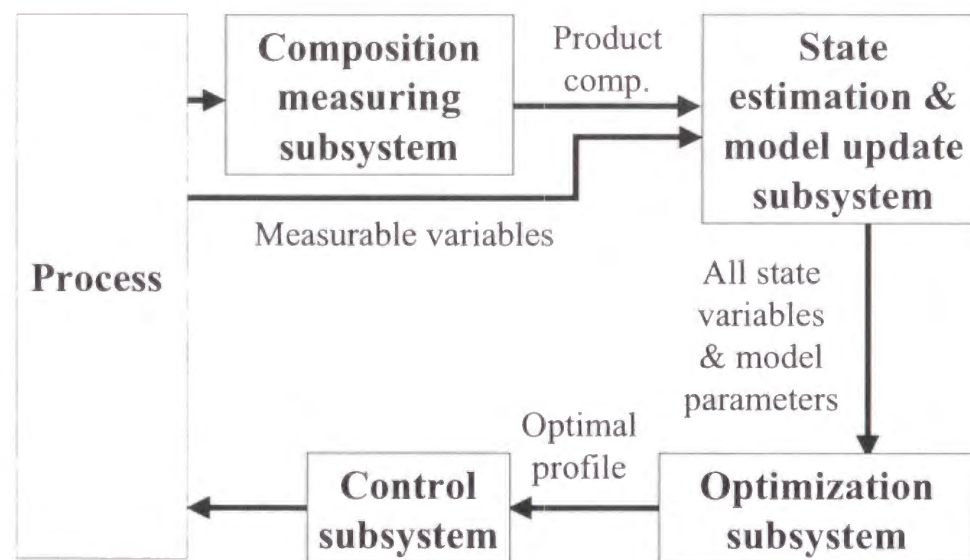 Composition
measuring
subsystem
Product
comp.
State
estimation &
model update
subsystem
Measurable variables
Process
All state
variables
& model
parameters
Optimal
profile
Control
subsystem
Optimization
subsystem